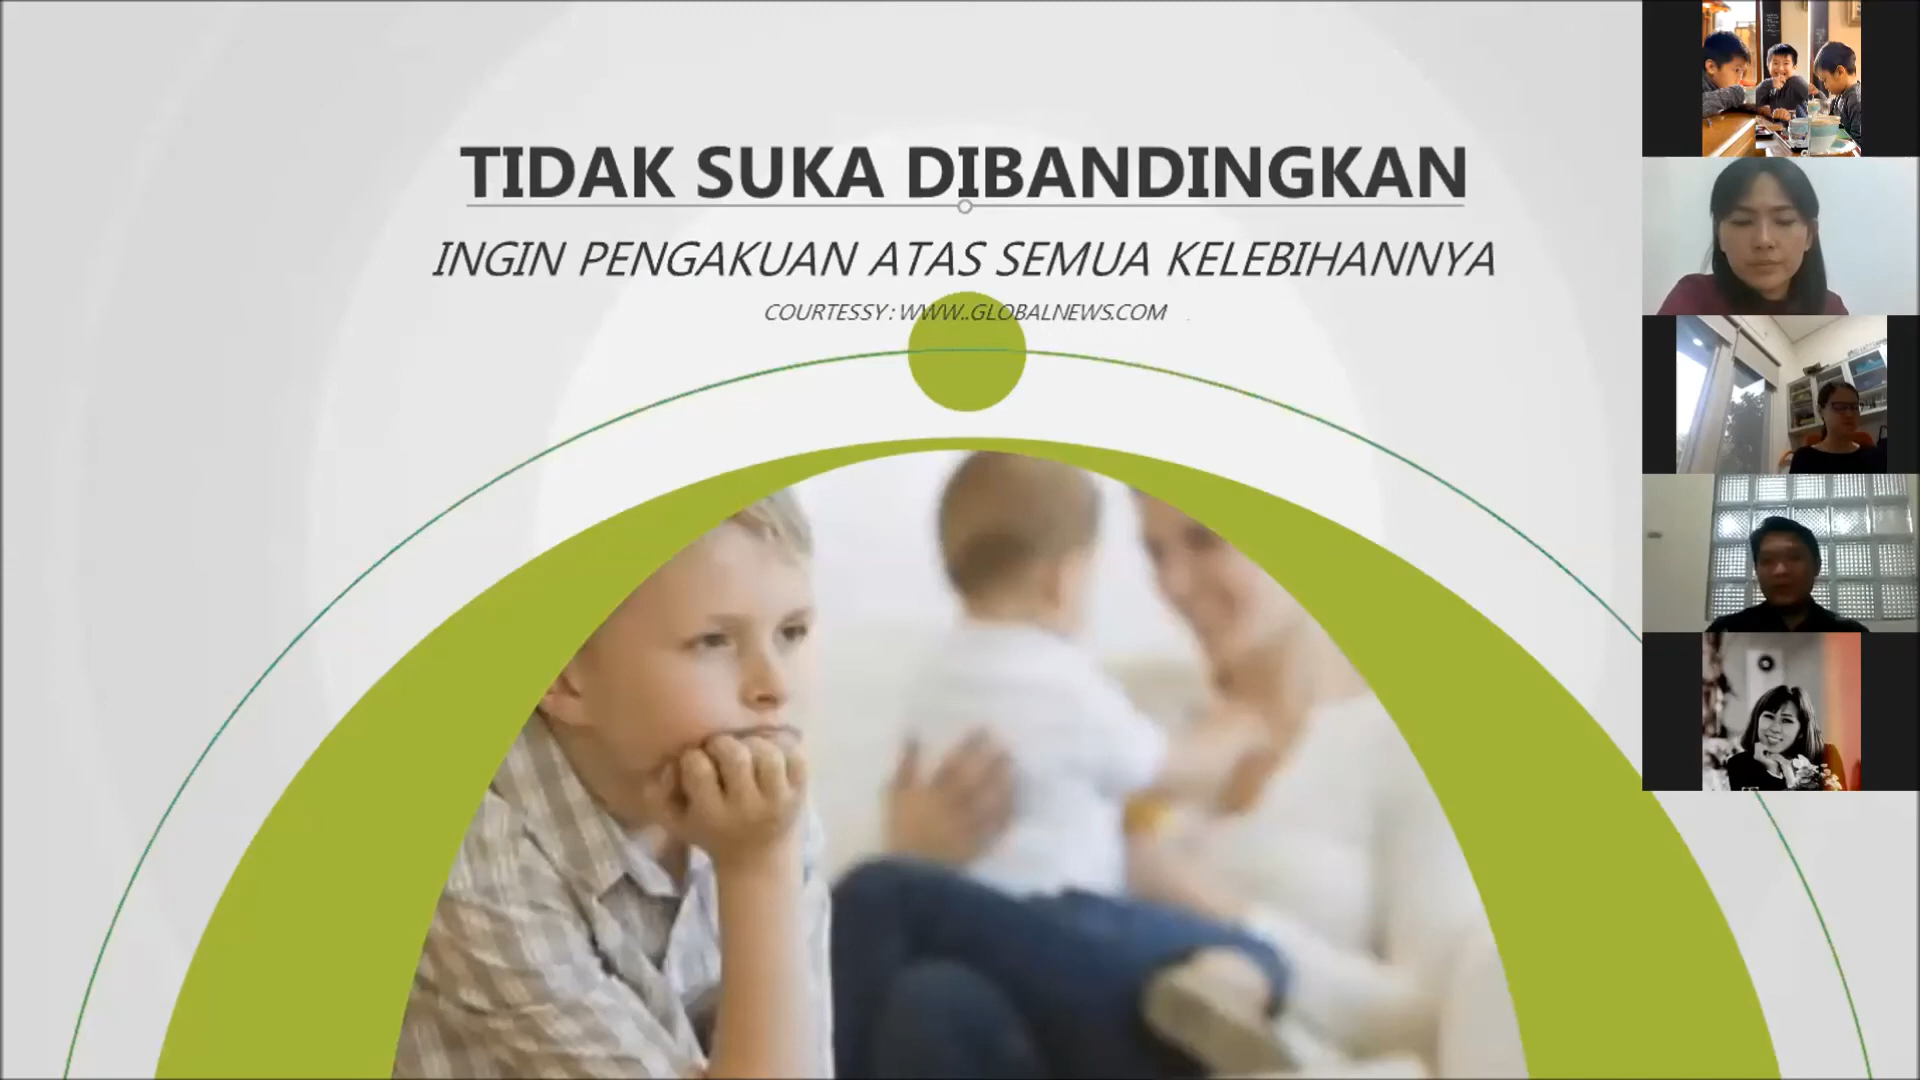 TIDAK SUKA DIBANDINGKAN
INGIN PENGAKUAN ATAS SEMUA KELEBIHANNYA
COURTESSY: WWW..GLOBALNEWS.COM